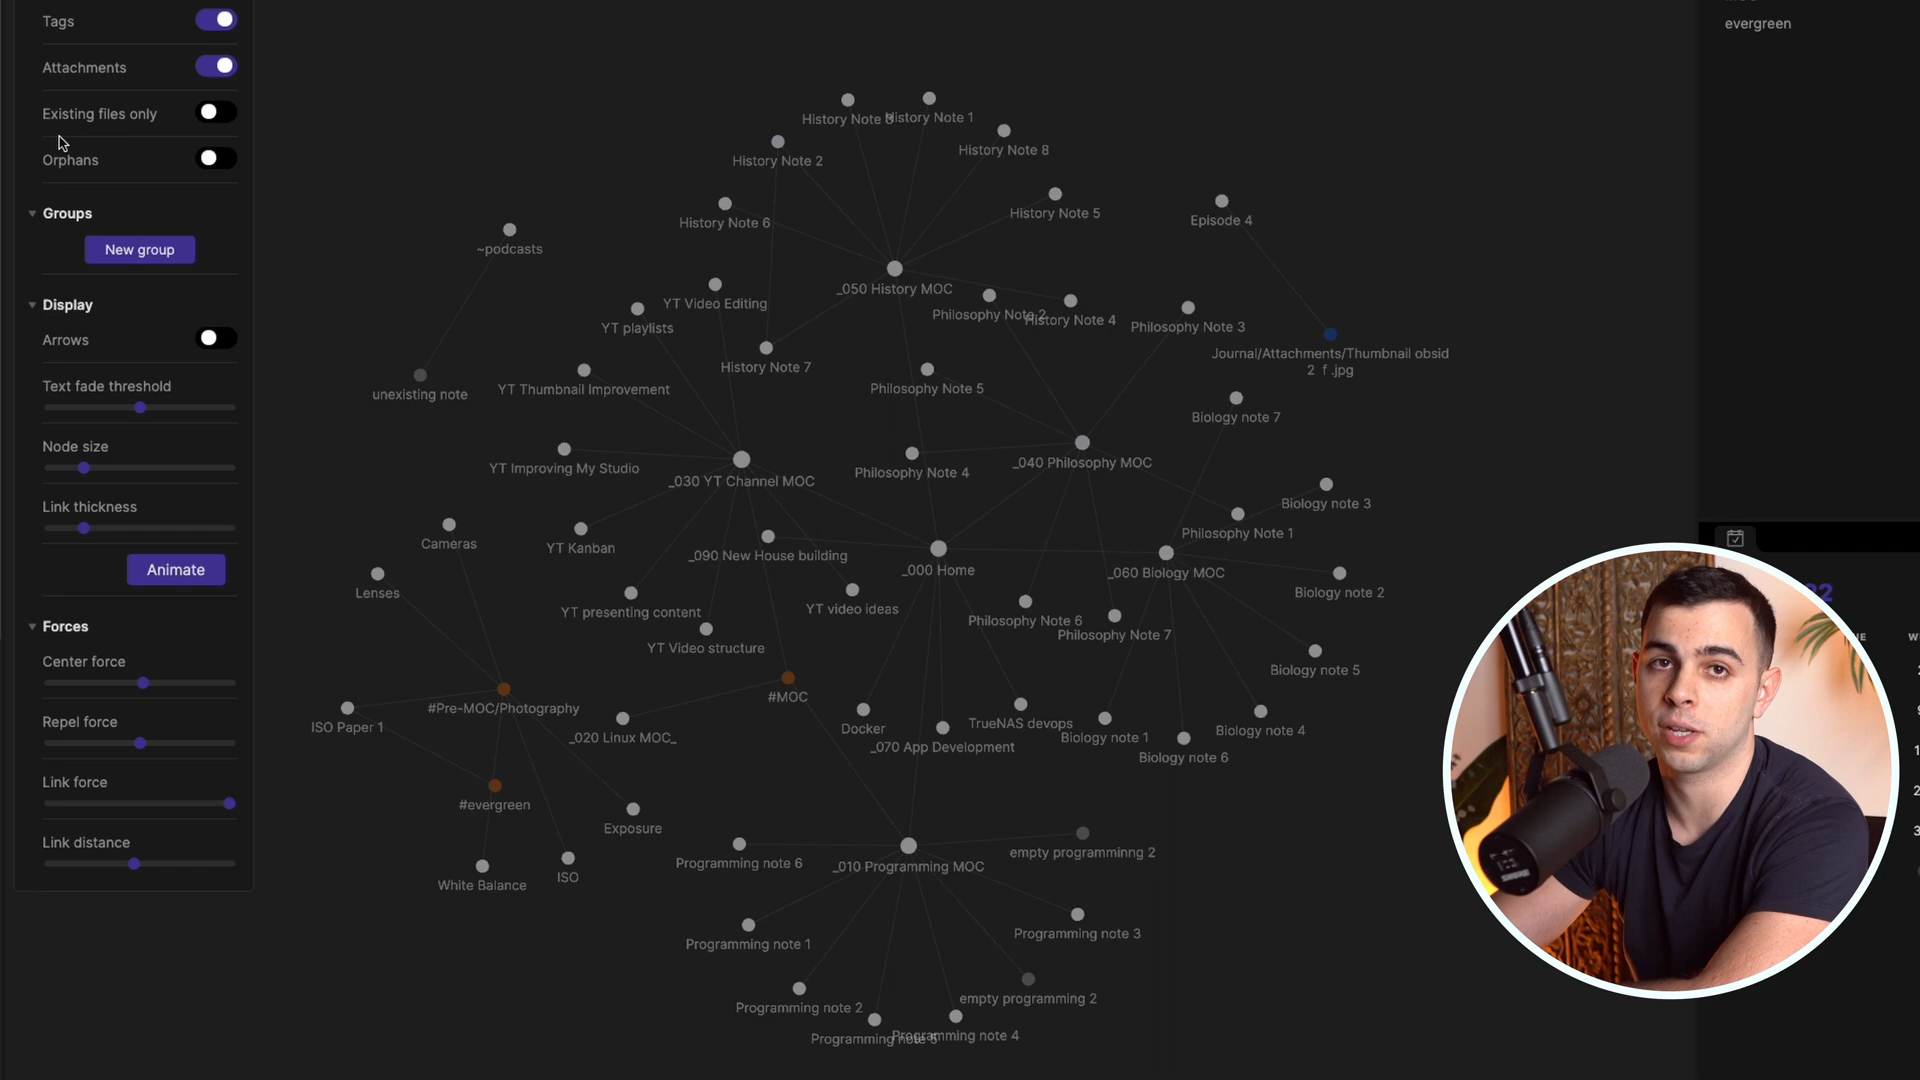 Tags
Attachments
Existing files only
Orphans
Groups
New group
Display
Arrows
Text fade threshold
Node size
Link thickness
Animate
Forces
Center force
Repel force
Link force
Link distance
History Note 1
History Note 8
History Note 2
History Note 5
Episode 4
History Note 6
~podcasts
_050 History MOC
YT Video Editing
Philosophy Note 2
History Note 4
Philosophy Note 3
YT playlists
Journal/Attachments/Thumbnail obsid
2 f .jpg
History Note 7
YT Thumbnail Improvement
Philosophy Note 5
unexisting note
Biology note 7
_040 Philosophy MOC
YT Improving My Studio
Philosophy Note 4
_030 YT Channel MOC
Biology note 3
Philosophy Note 1
Cameras
YT Kanban
_090 New House building
_000 Home
_060 Biology MOC
Lenses
Biology note 2
YT presenting content
YT video ideas
Philosophy Note 6
Philosophy Note 7
YT Video structure
Biology note 5
#MOC
#Pre-MOC/Photography
ISO Paper 1
_020 Linux MOC_
Docker
TrueNAS devops
_070 App Development
Biology note 1
Biology note 4
Biology note 6
#evergreen
Exposure
empty programminng 2
Programming note 6
_010 Programming MOC
White Balance
ISO
Programming note 3
Programming note 1
empty programming 2
Programming note 2
Programming note 4
evergreen
SHURE